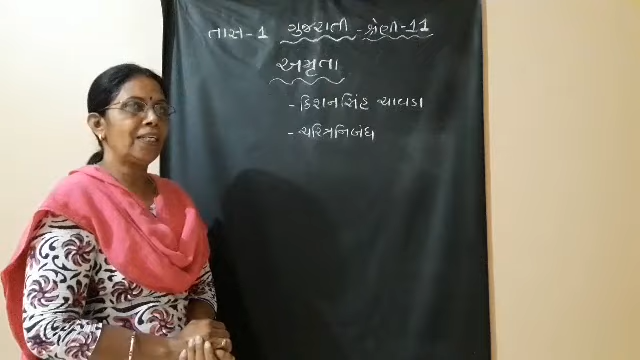 તાસ-1 ગુજરાતી - શ્રેણી-11
અમૃતા
- કિશનસિંહ ચાવડા
- ચરિત્રનિબંધ